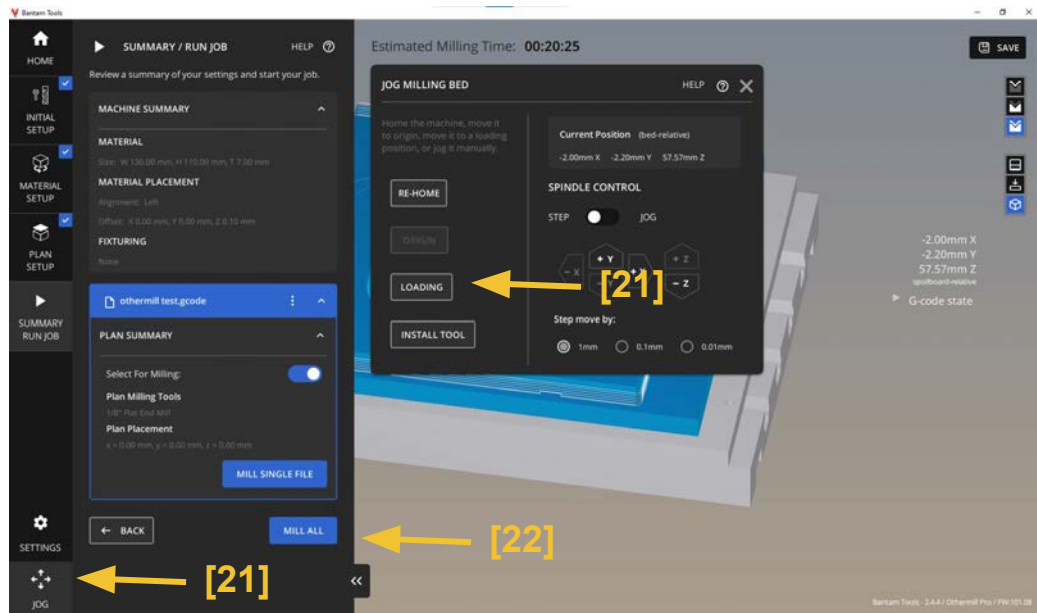 Bantam Tools
HOME
INITIAL
SETUP
MATERIAL
SETUP
PLAN
SETUP
SUMMARY
RUN JOB
SETTINGS
JOG
SUMMARY / RUN JOB
HELP
Review a summary of your settings and start your job.
MACHINE SUMMARY
MATERIAL
Size: W 130.00 mm, H 110.00 mm, T 7.00 mm
MATERIAL PLACEMENT
Alignment: Left
Offset: X 0.00 mm, Y 0.00 mm, Z 0.10 mm
FIXTURING
None
othermill test.gcode
PLAN SUMMARY
Select For Milling:
Plan Milling Tools
1/8" Flat End Mill
Plan Placement
x = 0.00 mm, y = 0.00 mm, z = 0.00 mm
MILL SINGLE FILE
← BACK
MILL ALL
[21]
[22]
Estimated Milling Time: 00:20:25
SAVE
JOG MILLING BED
HELP
Home the machine, move it
to origin, move it to a loading
position, or jog it manually.
RE-HOME
ORIGIN
LOADING
INSTALL TOOL
Current Position (bed-relative)
-2.00mm X -2.20mm Y 57.57mm Z
SPINDLE CONTROL
STEP JOG
+ Y
+ Z
- X
+ X
- Y
- Z
[21]
Step move by:
1mm 0.1mm 0.01mm
-2.00mm X
-2.20mm Y
57.57mm Z
spoilboard-relative
G-code state
Bantam Tools - 2.4.4 / Othermill Pro / FW:101.08